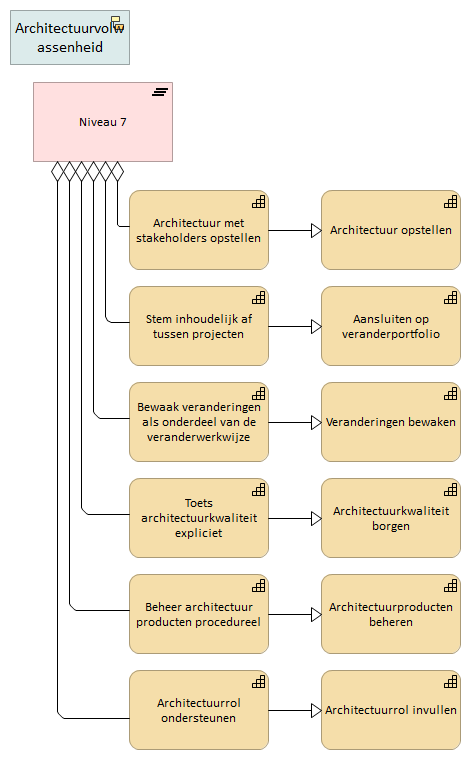 Architectuurvolw
assenheid
Niveau 7
Architectuur met
stakeholders opstellen
Architectuur opstellen
Stem inhoudelijk af
tussen projecten
Aansluiten op
veranderportfolio
Bewaak veranderingen
als onderdeel van de
veranderwerkwijze
Veranderingen bewaken
Toets
architectuurkwaliteit
expliciet
Architectuurkwaliteit
borgen
Beheer architectuur
producten procedureel
Architectuurproducten
beheren
Architectuurrol
ondersteunen
Architectuurrol invullen